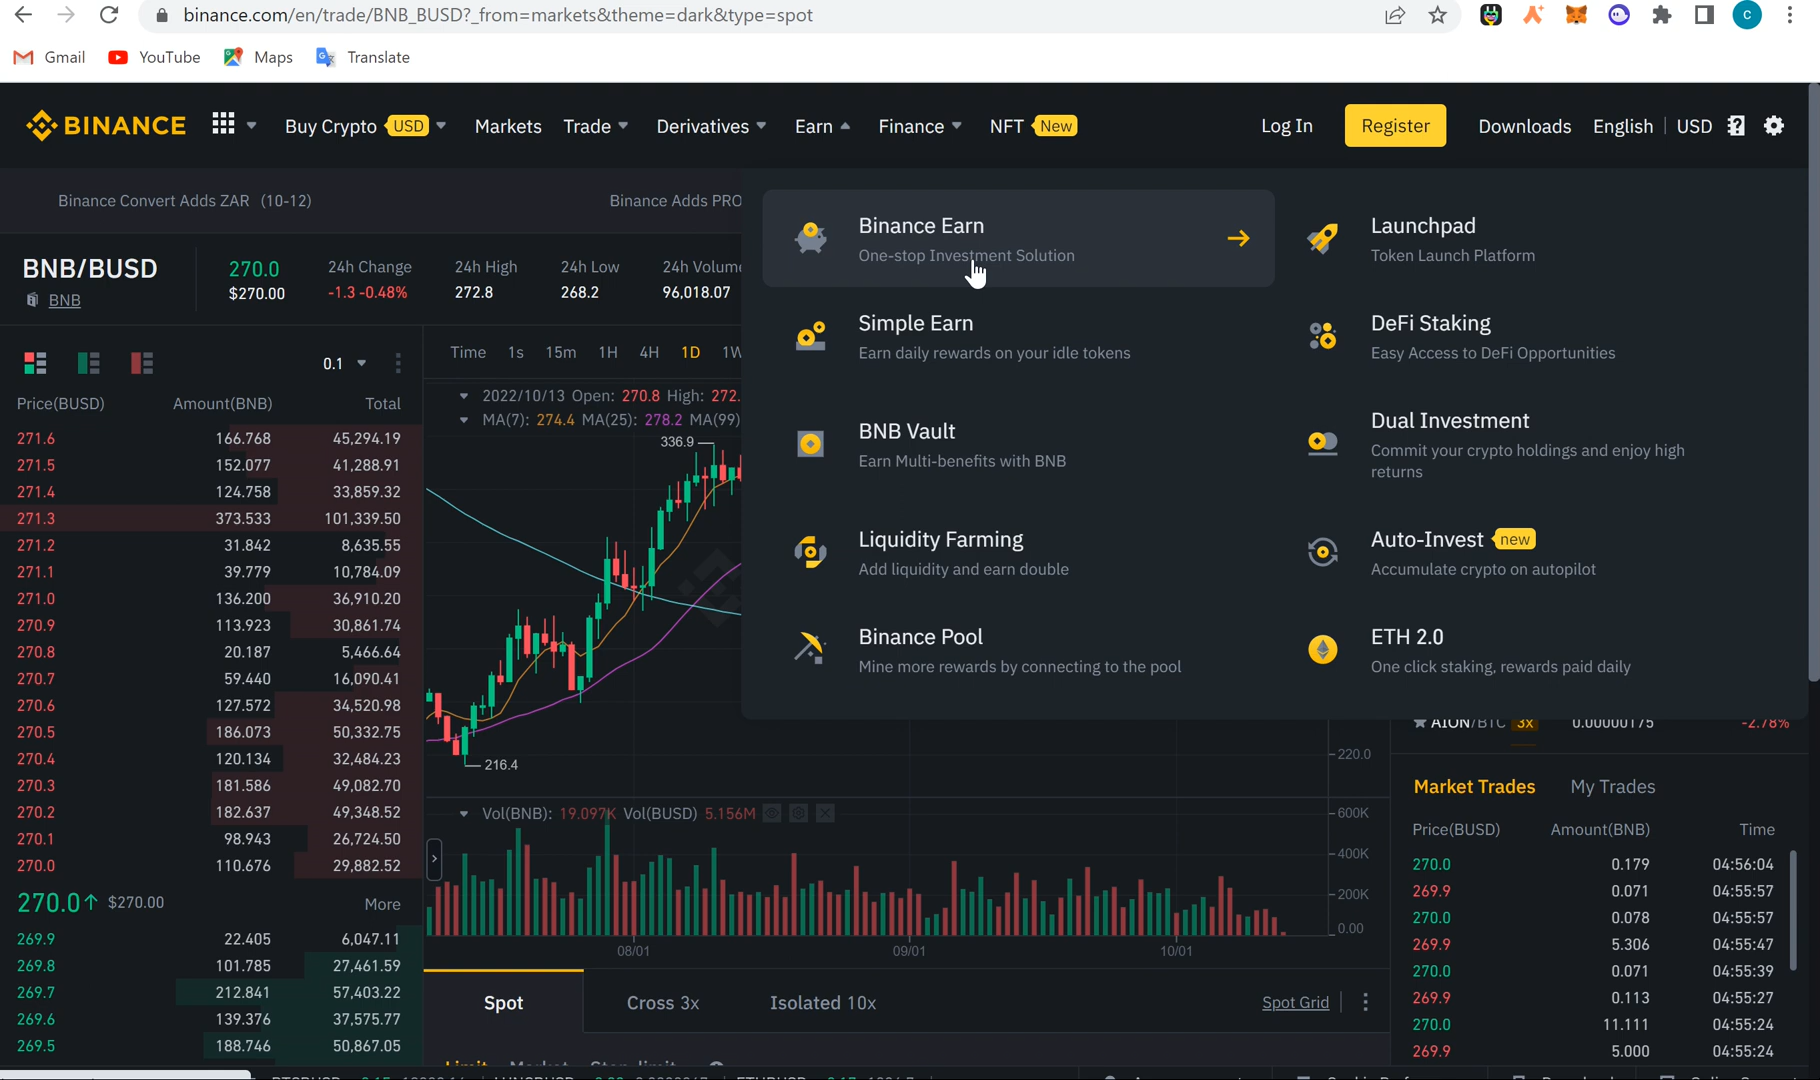 binance.com/en/trade/BNB_BUSD?_from=markets&theme=dark&type=spot
C
Gmail YouTube Maps Translate
BINANCE Buy Crypto USD Markets Trade Derivatives Earn Finance NFT New Log In Register Downloads English USD
Binance Convert Adds ZAR (10-12) Binance Adds PRO
BNB/BUSD
BNB
270.0
$270.00
24h Change
-1.3 -0.48%
24h High
272.8
24h Low
268.2
24h Volume
96,018.07
Binance Earn
One-stop Investment Solution
Launchpad
Token Launch Platform
Simple Earn
Earn daily rewards on your idle tokens
DeFi Staking
Easy Access to DeFi Opportunities
BNB Vault
Earn Multi-benefits with BNB
Dual Investment
Commit your crypto holdings and enjoy high
returns
Liquidity Farming
Add liquidity and earn double
Auto-Invest new
Accumulate crypto on autopilot
Binance Pool
Mine more rewards by connecting to the pool
ETH 2.0
One click staking, rewards paid daily
0.1
Price(BUSD) Amount(BNB) Total
271.6 166.768 45,294.19
271.5 152.077 41,288.91
271.4 124.758 33,859.32
271.3 373.533 101,339.50
271.2 31.842 8,635.55
271.1 39.779 10,784.09
271.0 136.200 36,910.20
270.9 113.923 30,861.74
270.8 20.187 5,466.64
270.7 59.440 16,090.41
270.6 127.572 34,520.98
270.5 186.073 50,332.75
270.4 120.134 32,484.23
270.3 181.586 49,082.70
270.2 182.637 49,348.52
270.1 98.943 26,724.50
270.0 110.676 29,882.52
270.0↑ $270.00 More
269.9 22.405 6,047.11
269.8 101.785 27,461.59
269.7 212.841 57,403.22
269.6 139.376 37,575.77
269.5 188.746 50,867.05
Time 1s 15m 1H 4H 1D 1W
2022/10/13 Open: 270.8 High: 272.
MA(7): 274.4 MA(25): 278.2 MA(99)
336.9
216.4
220.0
Vol(BNB): 19.097K Vol(BUSD) 5.156M
600K
400K
200K
0.00
08/01 09/01 10/01
Spot Cross 3x Isolated 10x Spot Grid
AIUN/BTC 3x 0.00000175 -2.78%
Market Trades My Trades
Price(BUSD) Amount(BNB) Time
270.0 0.179 04:56:04
269.9 0.071 04:55:57
270.0 0.078 04:55:57
269.9 5.306 04:55:47
270.0 0.071 04:55:39
269.9 0.113 04:55:27
270.0 11.111 04:55:24
269.9 5.000 04:55:24